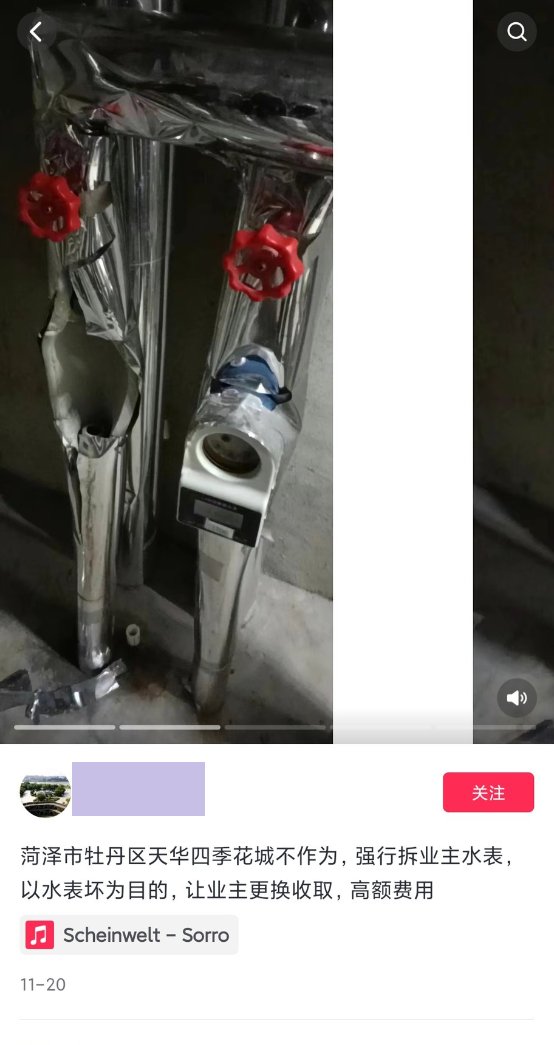 关注
菏泽市牡丹区天华四季花城不作为，强行拆业主水表，
以水表坏为目的，让业主更换收取，高额费用
Scheinwelt - Sorro
11-20